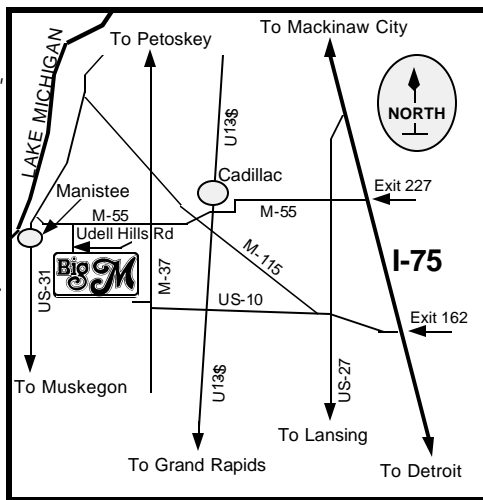 To Mackinaw City
To Petoskey
LAKE MICHIGAN
NORTH
U13$
Cadillac
Exit 227
Manistee
M-55
M-55
Udell Hills Rd
Big M
M-115
I-75
US-31
M-37
US-10
Exit 162
U13$
US-27
To Muskegon
To Lansing
To Grand Rapids
To Detroit